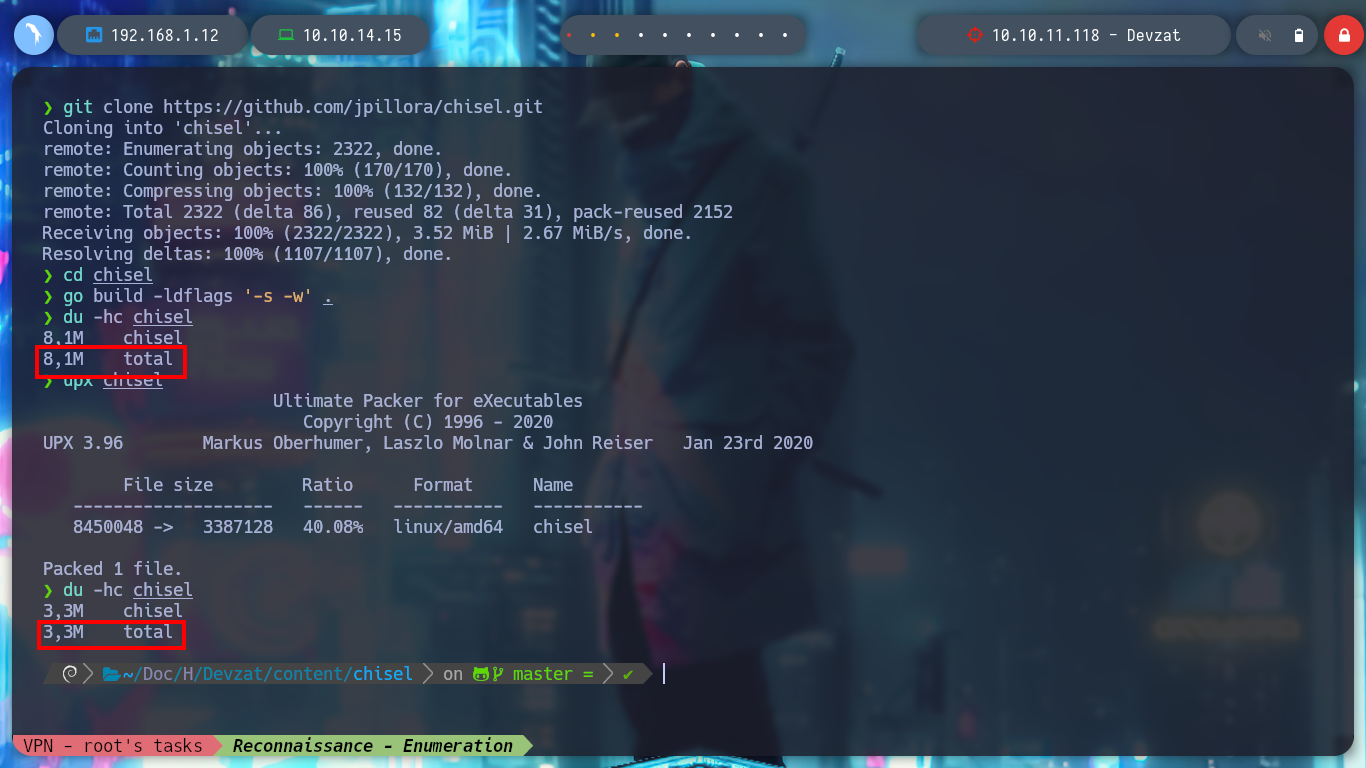 192.168.1.12 10.10.14.15 10.10.11.118 - Devzat
❯ git clone https://github.com/jpillora/chisel.git
Cloning into 'chisel'...
remote: Enumerating objects: 2322, done.
remote: Counting objects: 100% (170/170), done.
remote: Compressing objects: 100% (132/132), done.
remote: Total 2322 (delta 86), reused 82 (delta 31), pack-reused 2152
Receiving objects: 100% (2322/2322), 3.52 MiB | 2.67 MiB/s, done.
Resolving deltas: 100% (1107/1107), done.
❯ cd chisel
❯ go build -ldflags '-s -w' .
❯ du -hc chisel
8,1M    chisel
8,1M    total
❯ upx chisel
                       Ultimate Packer for eXecutables
                          Copyright (C) 1996 - 2020
UPX 3.96        Markus Oberhumer, Laszlo Molnar & John Reiser   Jan 23rd 2020
        File size         Ratio      Format      Name
   --------------------   ------   -----------   -----------
   8450048 ->   3387128   40.08%   linux/amd64   chisel
Packed 1 file.
❯ du -hc chisel
3,3M    chisel
3,3M    total
~/Doc/H/Devzat/content/chisel on master = ✔
VPN - root's tasks Reconnaissance - Enumeration